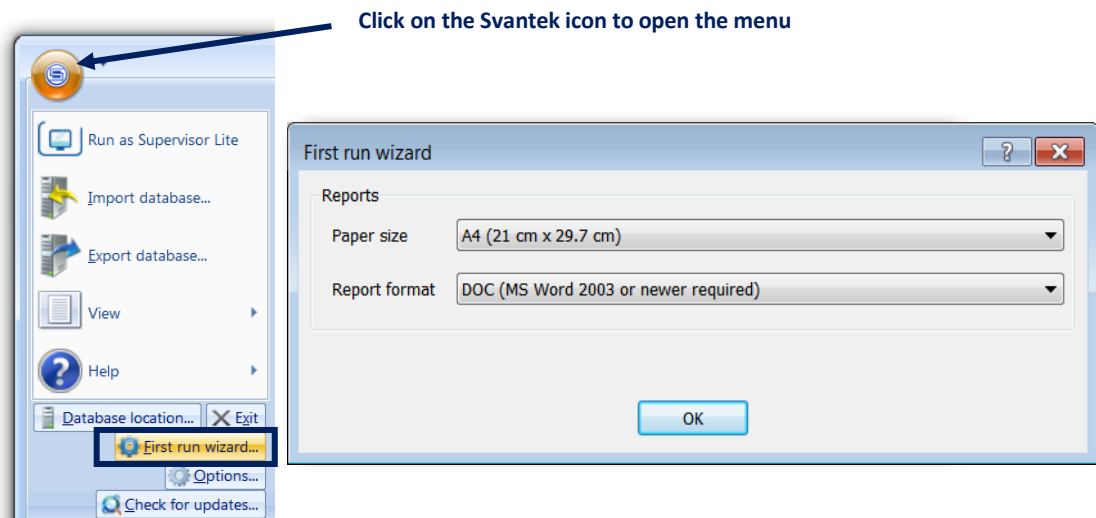 Click on the Svantek icon to open the menu
Run as Supervisor Lite
Import database...
Export database...
View
Help
Database location...
Exit
First run wizard...
Options...
Check for updates...
First run wizard
Reports
Paper size
A4 (21 cm x 29.7 cm)
Report format
DOC (MS Word 2003 or newer required)
OK